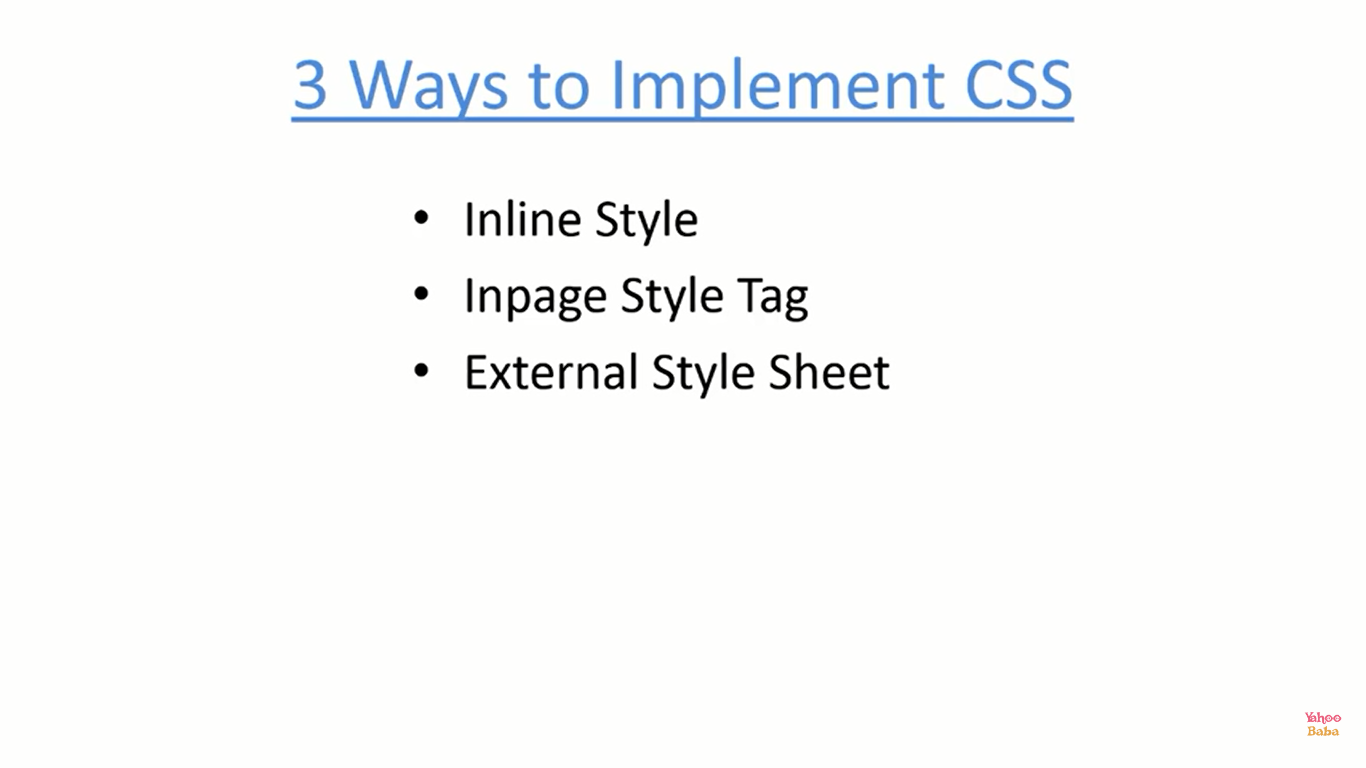 3 Ways to Implement CSS
• Inline Style
• Inpage Style Tag
• External Style Sheet
Yahoo
Baba